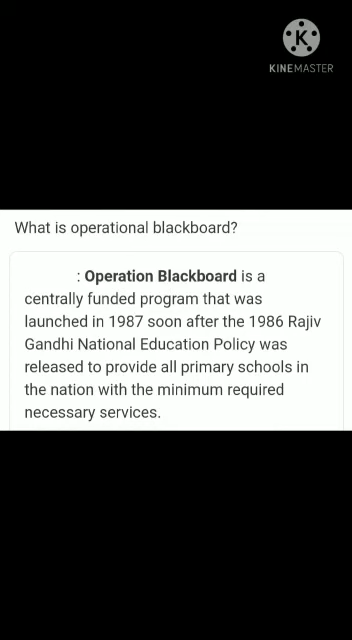 K
KINEMASTER
What is operational blackboard?
: Operation Blackboard is a
centrally funded program that was
launched in 1987 soon after the 1986 Rajiv
Gandhi National Education Policy was
released to provide all primary schools in
the nation with the minimum required
necessary services.